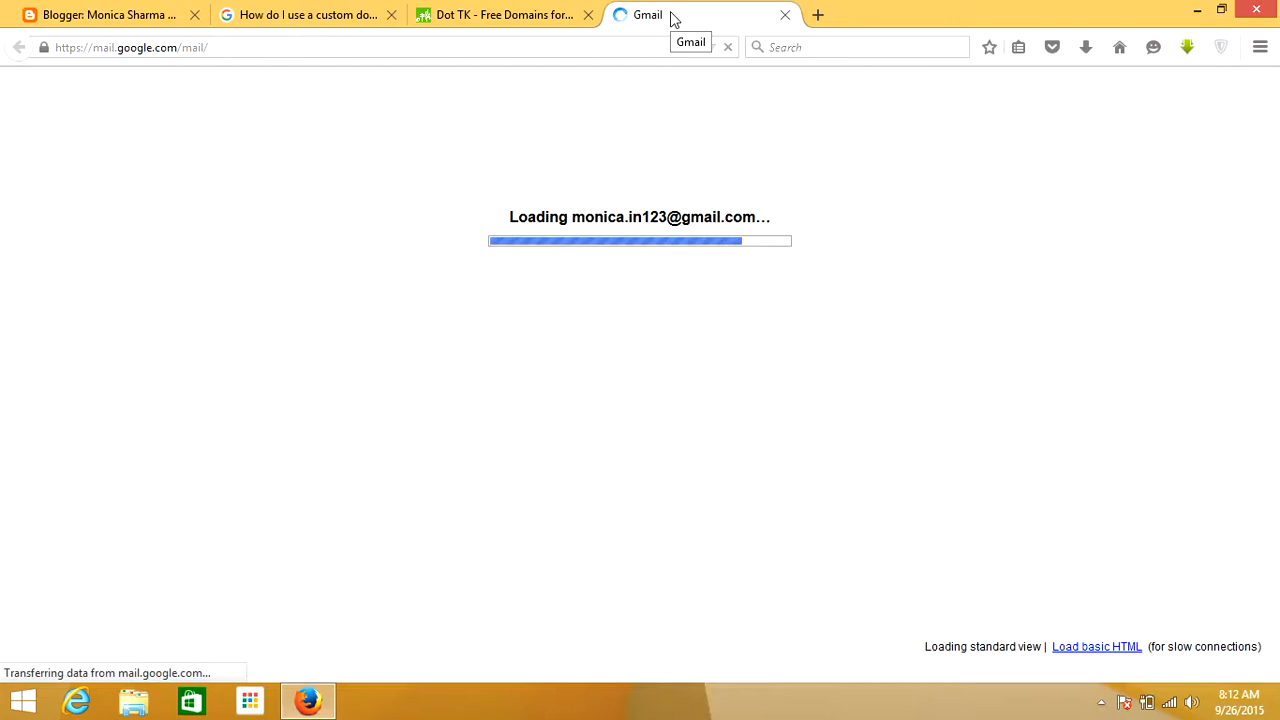 Blogger: Monica Sharma ...
How do I use a custom do...
Dot TK - Free Domains for...
Gmail
Gmail
https://mail.google.com/mail/
Search
Loading monica.in123@gmail.com...
Loading standard view | Load basic HTML (for slow connections)
Transferring data from mail.google.com...
8:12 AM
9/26/2015